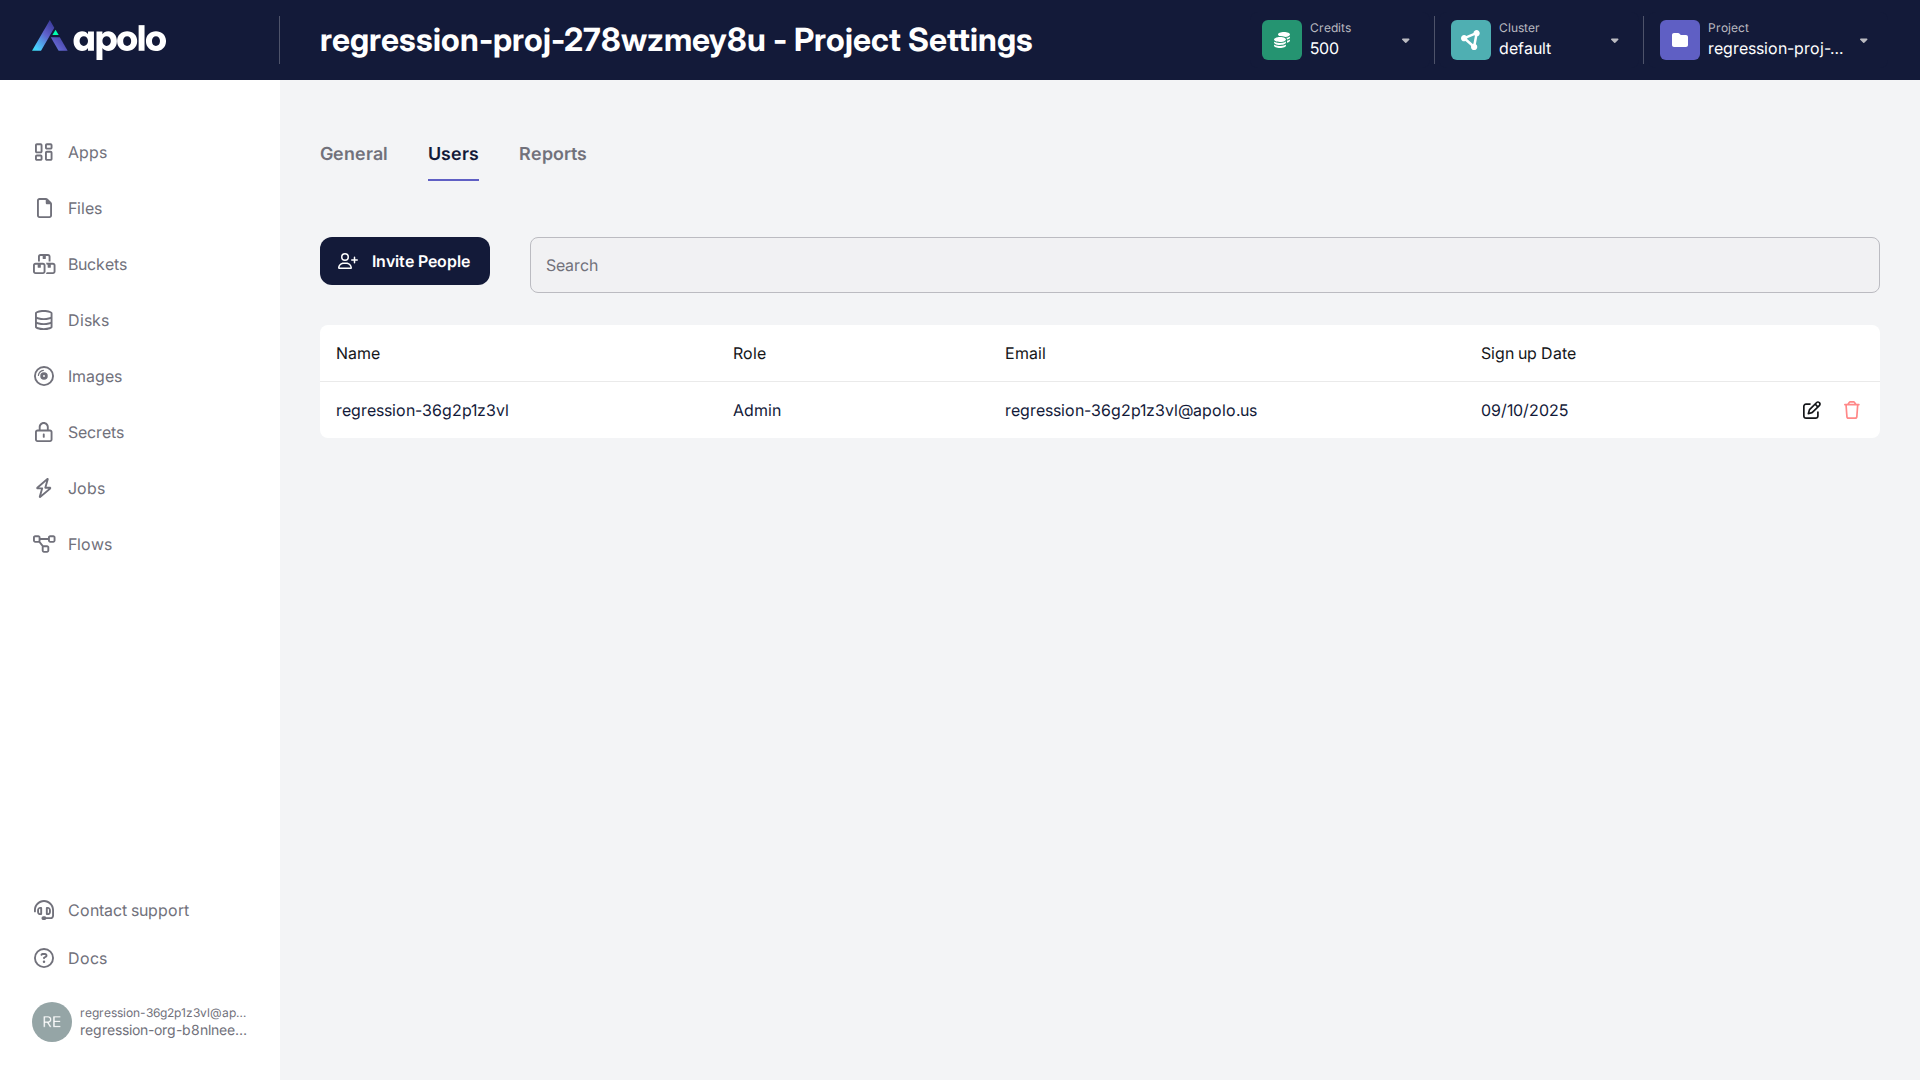 apolo
regression-proj-278wzmey8u - Project Settings
Credits
500
Cluster
default
Project
regression-proj-...
Apps
Files
Buckets
Disks
Images
Secrets
Jobs
Flows
General
Users
Reports
Invite People
Search
Name
Role
Email
Sign up Date
regression-36g2p1z3vl
Admin
regression-36g2p1z3vl@apolo.us
09/10/2025
Contact support
Docs
RE
regression-36g2p1z3vl@ap...
regression-org-b8nlnee...